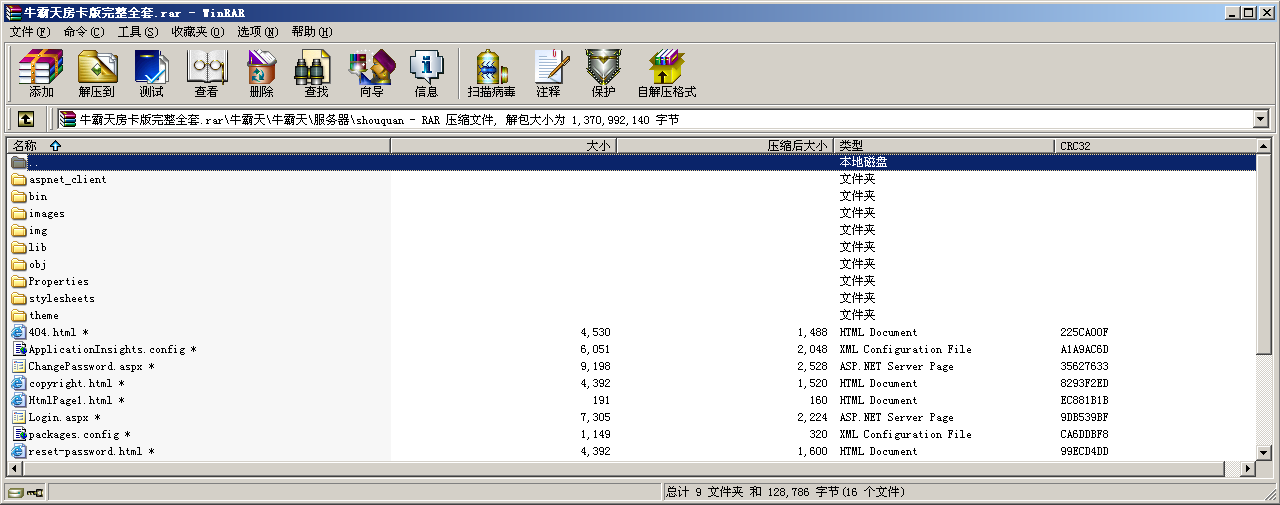 牛霸天房卡版完整全套.rar - WinRAR
文件(F) 命令(C) 工具(S) 收藏夹(O) 选项(N) 帮助(H)
添加 解压到 测试 查看 删除 查找 向导 信息 扫描病毒 注释 保护 自解压格式
牛霸天房卡版完整全套.rar\牛霸天\牛霸天\服务器\shouquan - RAR 压缩文件, 解包大小为 1,370,992,140 字节
名称 大小 压缩后大小 类型 CRC32
.. 本地磁盘
aspnet_client 文件夹
bin 文件夹
images 文件夹
img 文件夹
lib 文件夹
obj 文件夹
Properties 文件夹
stylesheets 文件夹
theme 文件夹
404.html * 4,530 1,488 HTML Document 225CA00F
ApplicationInsights.config * 6,051 2,048 XML Configuration File A1A9AC6D
ChangePassword.aspx * 9,198 2,528 ASP.NET Server Page 35627633
copyright.html * 4,392 1,520 HTML Document 8293F2ED
HtmlPage1.html * 191 160 HTML Document EC881B1B
Login.aspx * 7,305 2,224 ASP.NET Server Page 9DB539BF
packages.config * 1,149 320 XML Configuration File CA6DDBF8
reset-password.html * 4,392 1,600 HTML Document 99ECD4DD
总计 9 文件夹 和 128,786 字节(16 个文件)